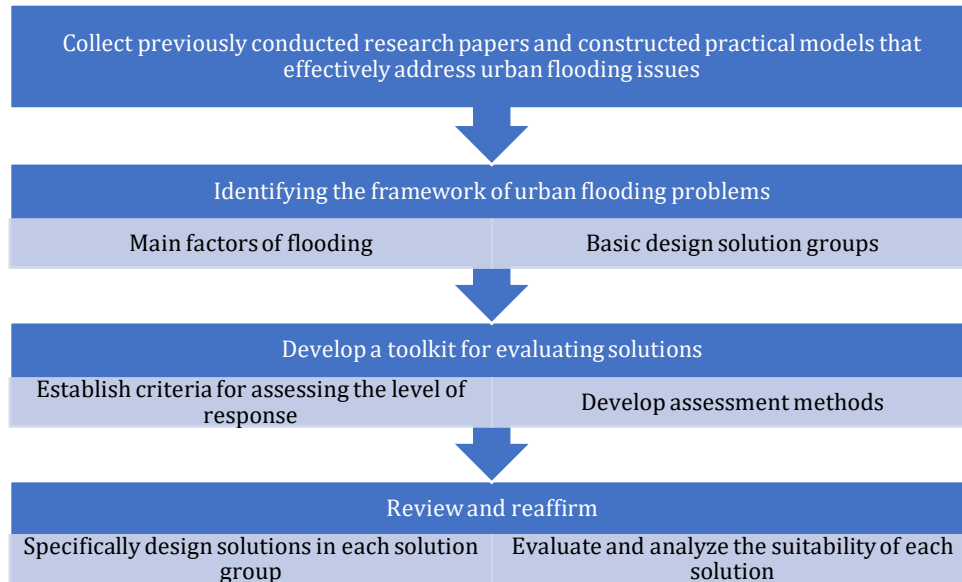 Collect previously conducted research papers and constructed practical models that
effectively address urban flooding issues
Identifying the framework of urban flooding problems
Main factors of flooding
Basic design solution groups
Develop a toolkit for evaluating solutions
Establish criteria for assessing the level of
response
Develop assessment methods
Review and reaffirm
Specifically design solutions in each solution
group
Evaluate and analyze the suitability of each
solution